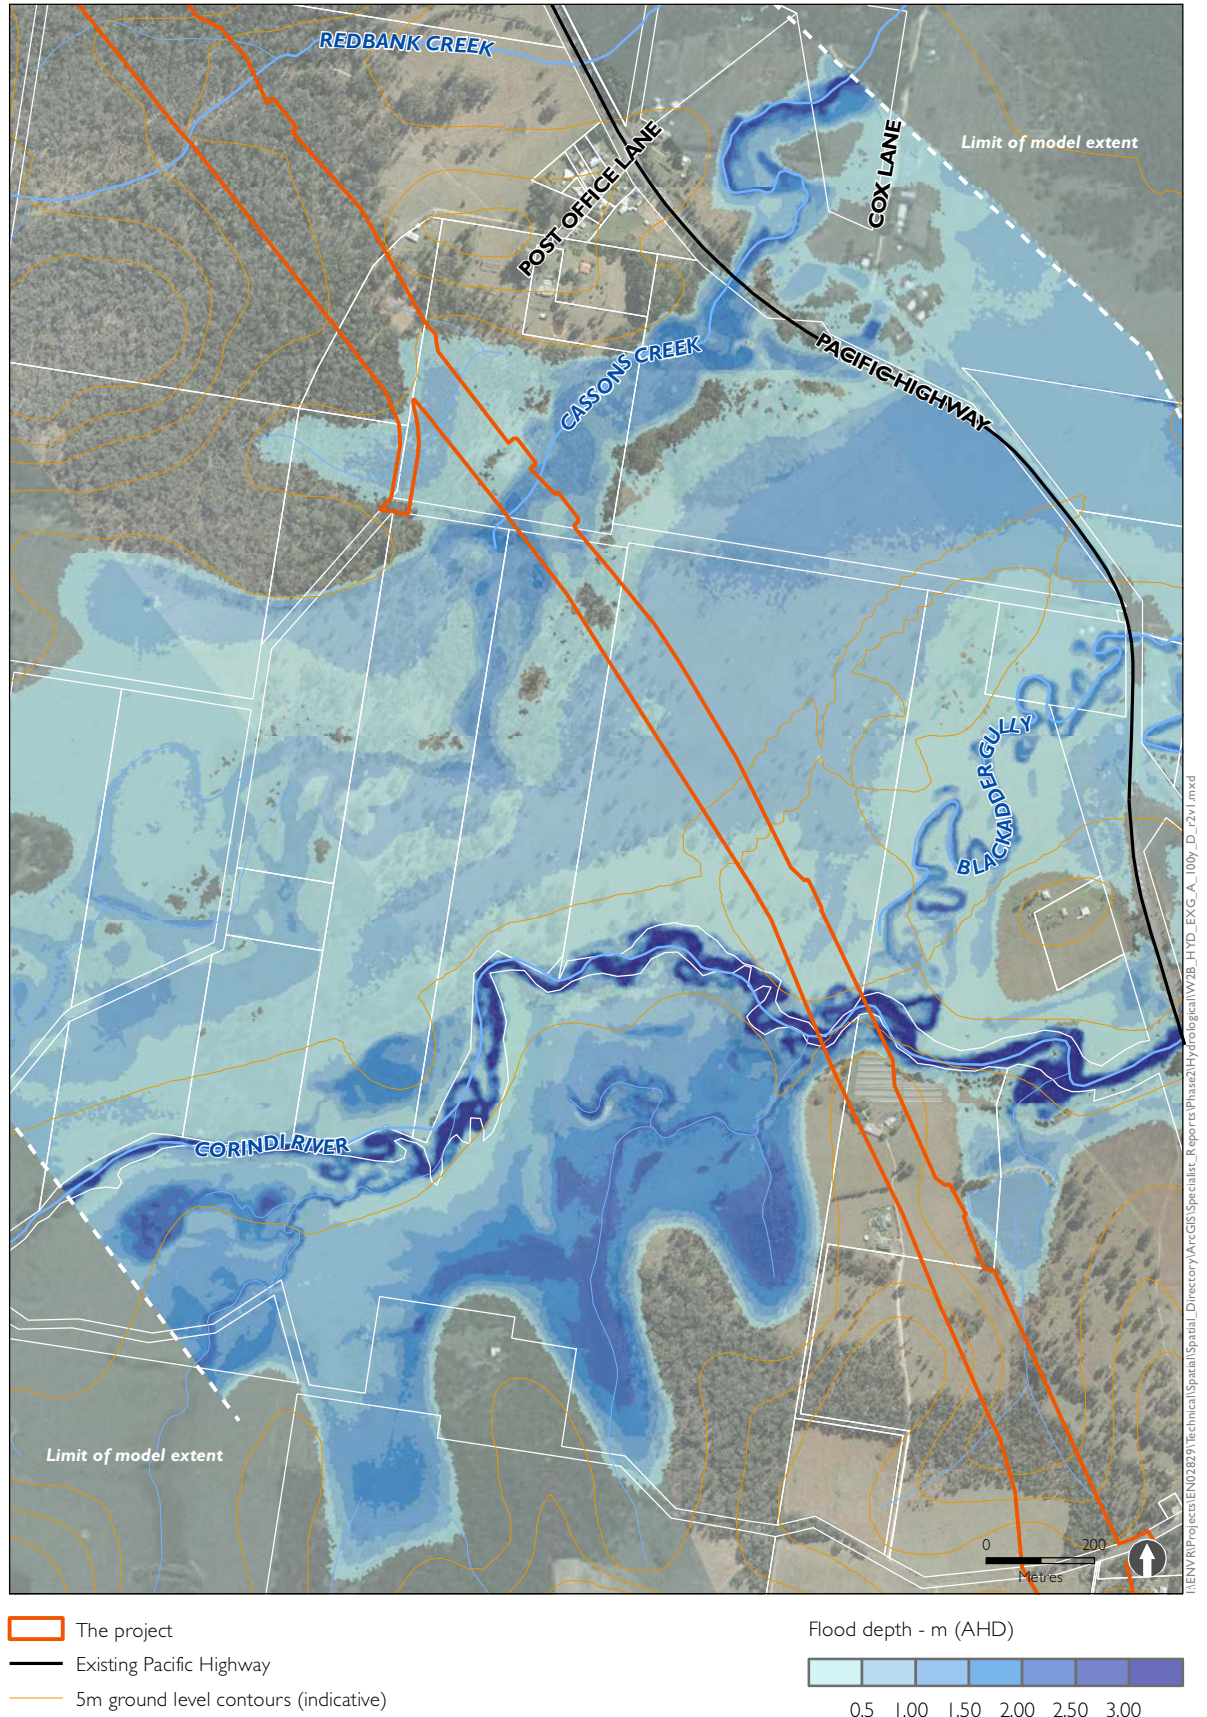 REDBANK CREEK
POST OFFICE LANE
COX LANE
Limit of model extent
CASSONS CREEK
PACIFIC HIGHWAY
BLACKADDER GULLY
CORINDI RIVER
Limit of model extent
0 200
Metres
I:\ENVR\Projects\EN02829\Technical\Spatial\Spatial_Directory\ArcGIS\Specialist_Reports\Phase2\Hydrological\W2B_HYD_EXG_A_100y_D_r2v1.mxd
The project
Existing Pacific Highway
5m ground level contours (indicative)
Flood depth - m (AHD)
0.5 1.00 1.50 2.00 2.50 3.00